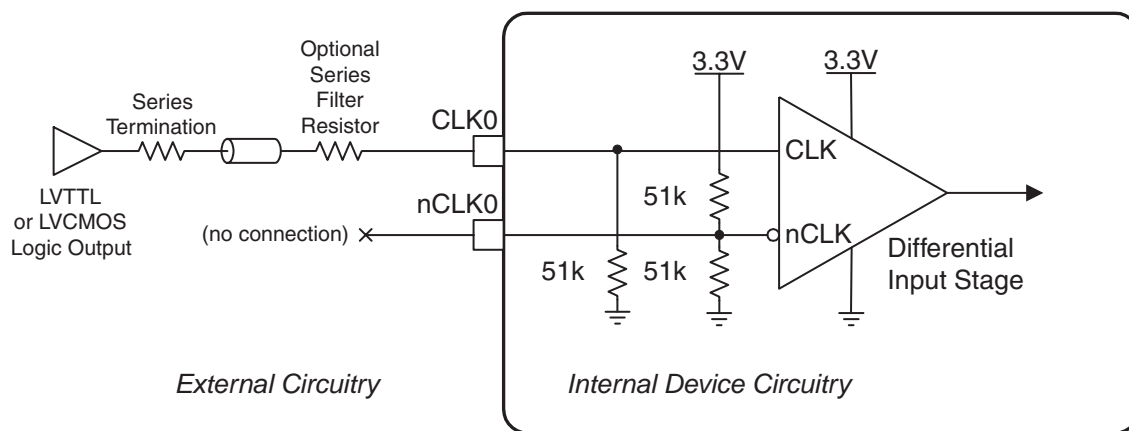 Optional
Series
Filter
Resistor
Series
Termination
LVTTL
or LVCMOS
Logic Output
CLK0
nCLK0
(no connection)
3.3V
3.3V
CLK
51k
nCLK
51k
51k
Differential
Input Stage
External Circuitry
Internal Device Circuitry